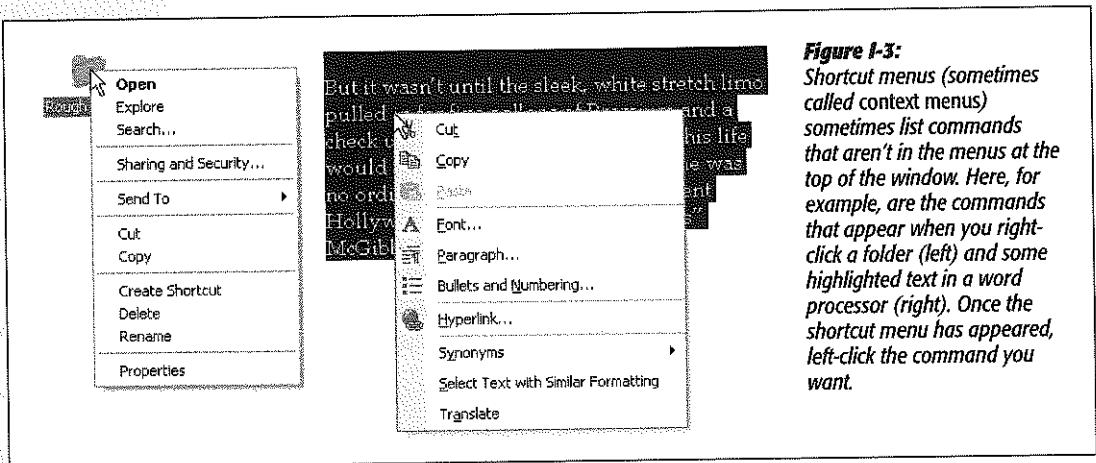 Open
Explore
Search...
Sharing and Security...
Send To
Cut
Copy
Create Shortcut
Delete
Rename
Properties
But it wasn't until the sleek, white stretch limo
pulled and a
check his life
would e was
no ordi
Hollyw
McGib
Cut
Copy
Paste
Font...
Paragraph...
Bullets and Numbering...
Hyperlink...
Synonyms
Select Text with Similar Formatting
Translate
Figure I-3:
Shortcut menus (sometimes
called context menus)
sometimes list commands
that aren't in the menus at the
top of the window. Here, for
example, are the commands
that appear when you right-
click a folder (left) and some
highlighted text in a word
processor (right). Once the
shortcut menu has appeared,
left-click the command you
want.